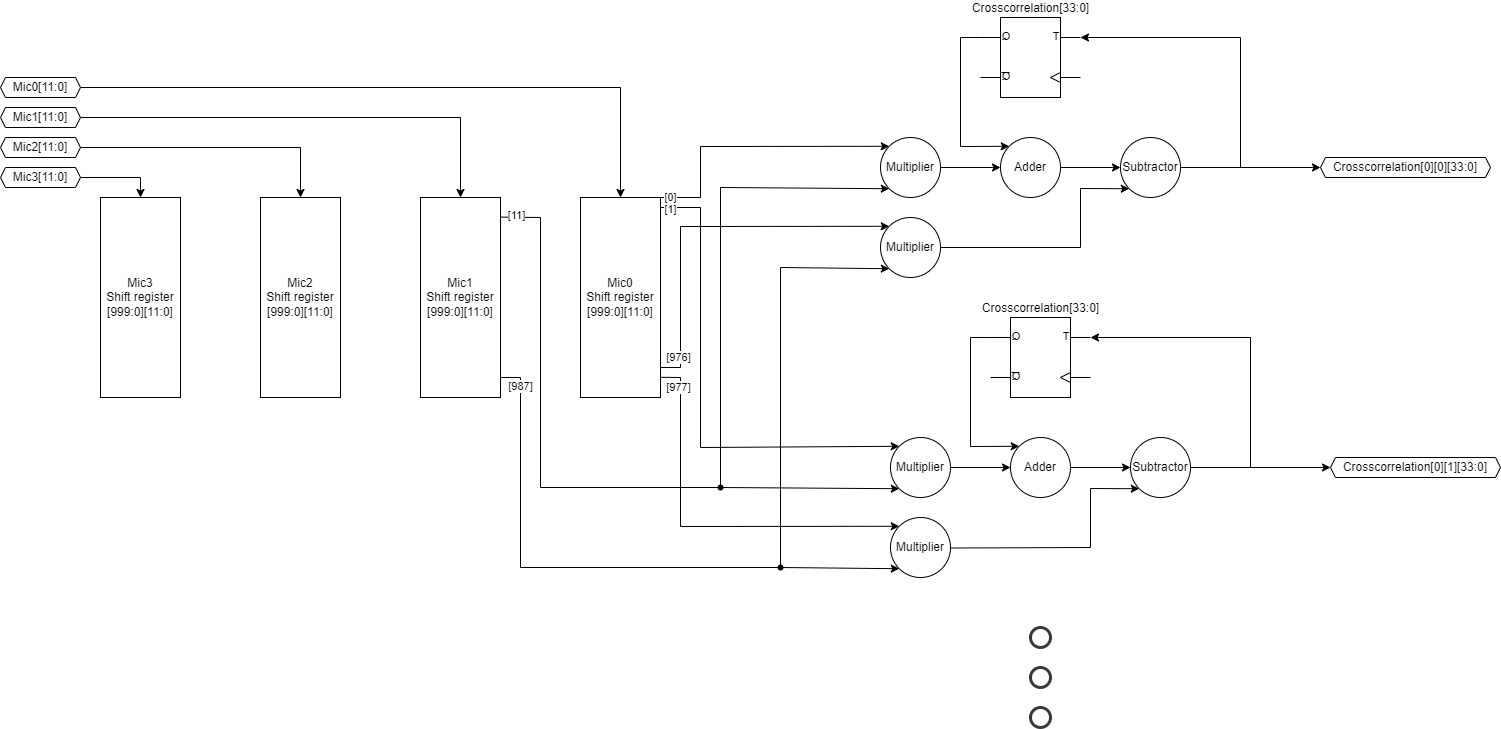 Crosscorrelation[33:0]
Q
T
Q
Mic0[11:0]
Mic1[11:0]
Mic2[11:0]
Mic3[11:0]
Multiplier
Adder
Subtractor
Crosscorrelation[0][0][33:0]
[0]
[1]
[11]
Multiplier
Mic3
Shift register
[999:0][11:0]
Mic2
Shift register
[999:0][11:0]
Mic1
Shift register
[999:0][11:0]
Mic0
Shift register
[999:0][11:0]
Crosscorrelation[33:0]
Q
T
Q
[976]
[987]
[977]
Multiplier
Adder
Subtractor
Crosscorrelation[0][1][33:0]
Multiplier